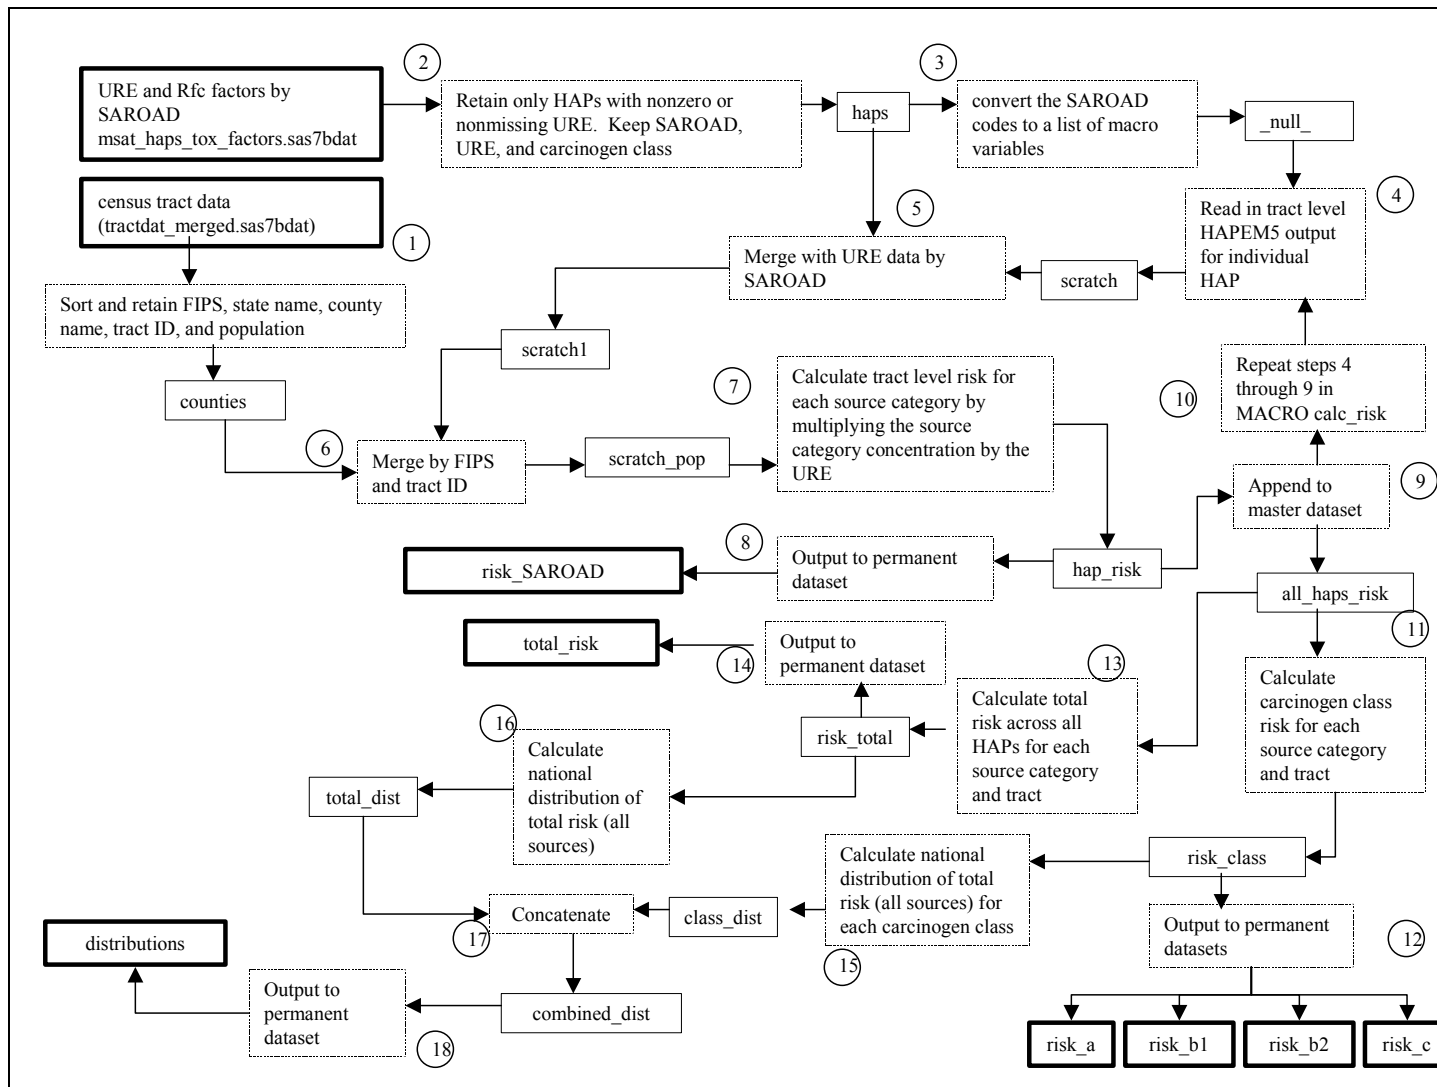 2
3
URE and Rfc factors by
SAROAD
msat_haps_tox_factors.sas7bdat
Retain only HAPs with nonzero or
nonmissing URE.  Keep SAROAD,
URE, and carcinogen class
haps
convert the SAROAD
codes to a list of macro
variables
_null_
census tract data
(tractdat_merged.sas7bdat)
1
5
4
Read in tract level
HAPEM5 output
for individual
HAP
Merge with URE data by
SAROAD
scratch
Sort and retain FIPS, state name, county
name, tract ID, and population
scratch1
counties
7
Calculate tract level risk for
each source category by
multiplying the source
category concentration by the
URE
10
Repeat steps 4
through 9 in
MACRO calc_risk
6
Merge by FIPS
and tract ID
scratch_pop
9
Append to
master dataset
8
Output to permanent
dataset
risk_SAROAD
hap_risk
all_haps_risk
11
total_risk
14
Output to
permanent dataset
13
Calculate total
risk across all
HAPs for each
source category
and tract
Calculate
carcinogen class
risk for each
source category
and tract
16
Calculate
national
distribution of
total risk (all
sources)
risk_total
total_dist
Calculate national
distribution of total
risk (all sources) for
each carcinogen class
risk_class
Concatenate
17
class_dist
15
Output to permanent
datasets
12
distributions
Output to
permanent
dataset
18
combined_dist
risk_a
risk_b1
risk_b2
risk_c